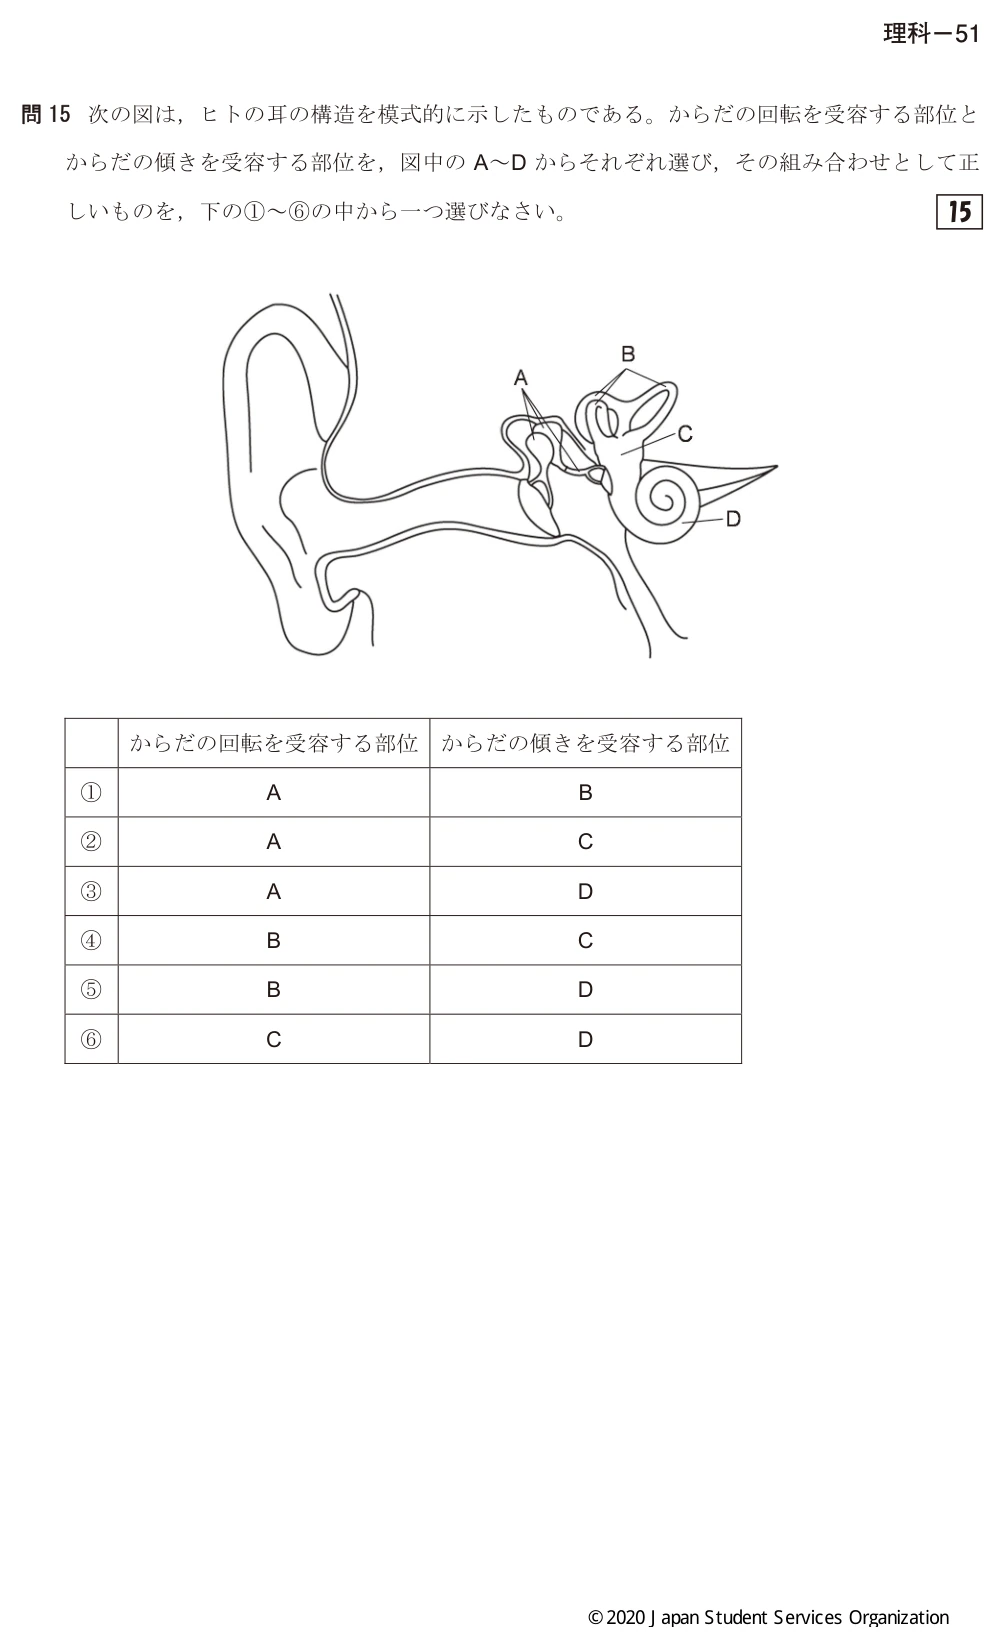 理科－51
問 15 次の図は，ヒトの耳の構造を模式的に示したものである。からだの回転を受容する部位と
からだの傾きを受容する部位を，図中の A～D からそれぞれ選び，その組み合わせとして正
しいものを，下の①～⑥の中から一つ選びなさい。 15
B
A
C
D
からだの回転を受容する部位 からだの傾きを受容する部位
① A B
② A C
③ A D
④ B C
⑤ B D
⑥ C D
© 2020 Japan Student Services Organization